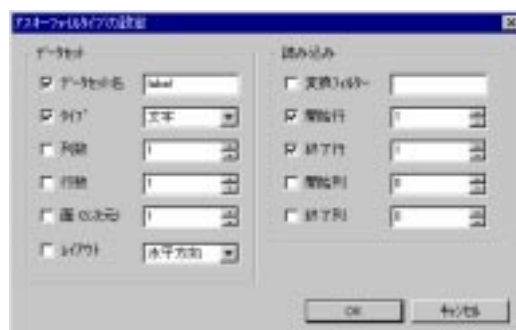 アスキーファイルタイプの設定
データセット
データセット名 label
タイプ 文字
列数 1
行数 1
面 (3次元) 1
レイアウト 水平方向
読み込み
変換フィルター
開始行 1
終了行 1
開始列 0
終了列 0
OK キャンセル